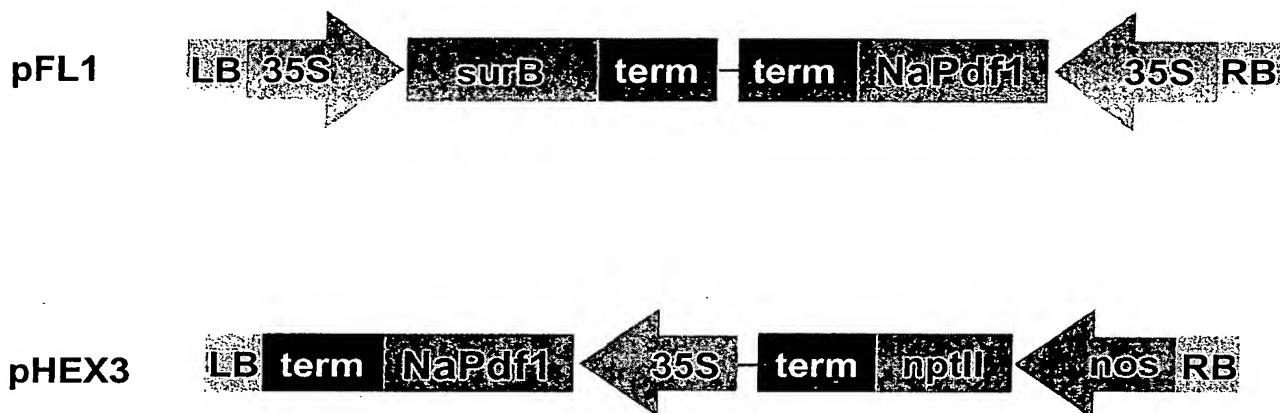 pFL1 LB 35S surB term term NaPdf1 35S RB
pHEX3 LB term NaPdf1 35S term nptII nos RB